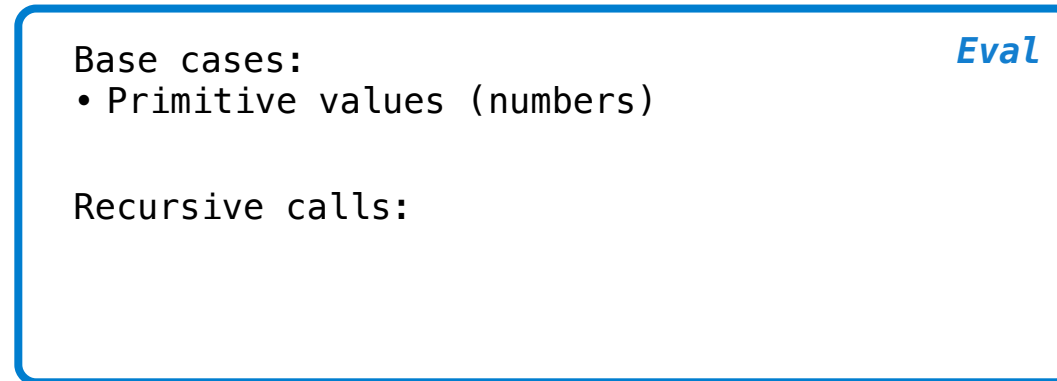 Eval
Base cases:
• Primitive values (numbers)
Recursive calls: